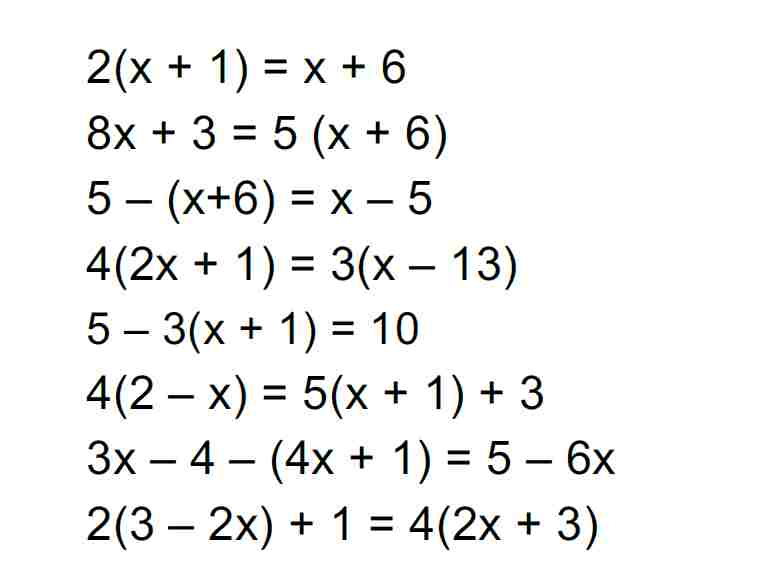 2(x + 1) = x + 6
8x + 3 = 5 (x + 6)
5 – (x+6) = x – 5
4(2x + 1) = 3(x – 13)
5 – 3(x + 1) = 10
4(2 – x) = 5(x + 1) + 3
3x – 4 – (4x + 1) = 5 – 6x
2(3 – 2x) + 1 = 4(2x + 3)